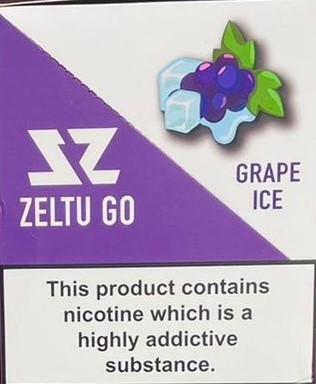 GRAPE
ICE
ZELTU GO
This product contains
nicotine which is a
highly addictive
substance.